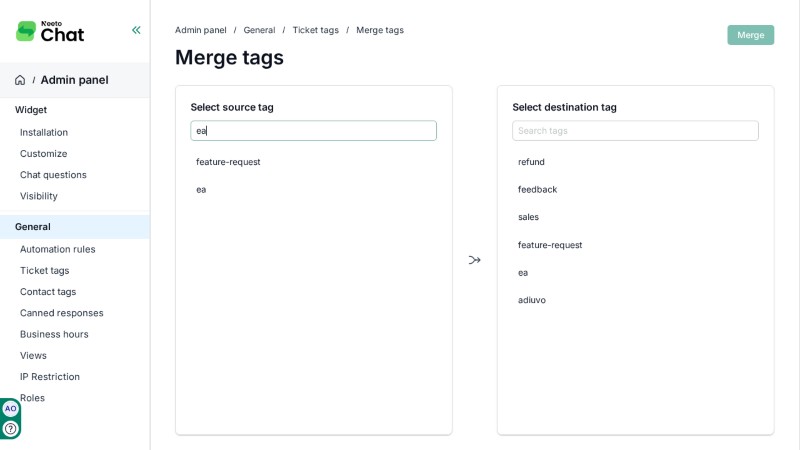 Neeto
Chat
/ Admin panel
Widget
Installation
Customize
Chat questions
Visibility
General
Automation rules
Ticket tags
Contact tags
Canned responses
Business hours
Views
IP Restriction
Roles
AO
?
Admin panel / General / Ticket tags / Merge tags
Merge tags
Merge
Select source tag
ea
feature-request
ea
Select destination tag
Search tags
refund
feedback
sales
feature-request
ea
adiuvo